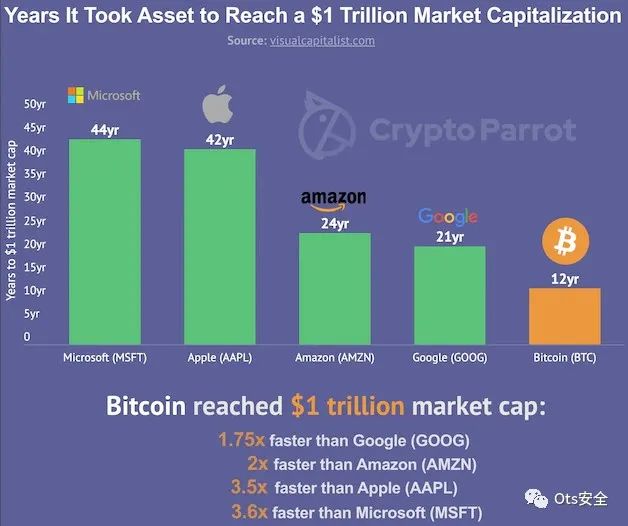 Years It Took Asset to Reach a $1 Trillion Market Capitalization
Source: visualcapitalist.com
Crypto Parrot
Years to $1 trillion market cap
50yr
45yr
40yr
35yr
30yr
25yr
20yr
15yr
10yr
5yr
0
Microsoft
44yr
42yr
amazon
24yr
Google
21yr
12yr
Microsoft (MSFT)
Apple (AAPL)
Amazon (AMZN)
Google (GOOG)
Bitcoin (BTC)
Bitcoin reached $1 trillion market cap:
1.75x faster than Google (GOOG)
2x faster than Amazon (AMZN)
3.5x faster than Apple (AAPL)
3.6x faster than Microsoft (MSFT)
Ots安全